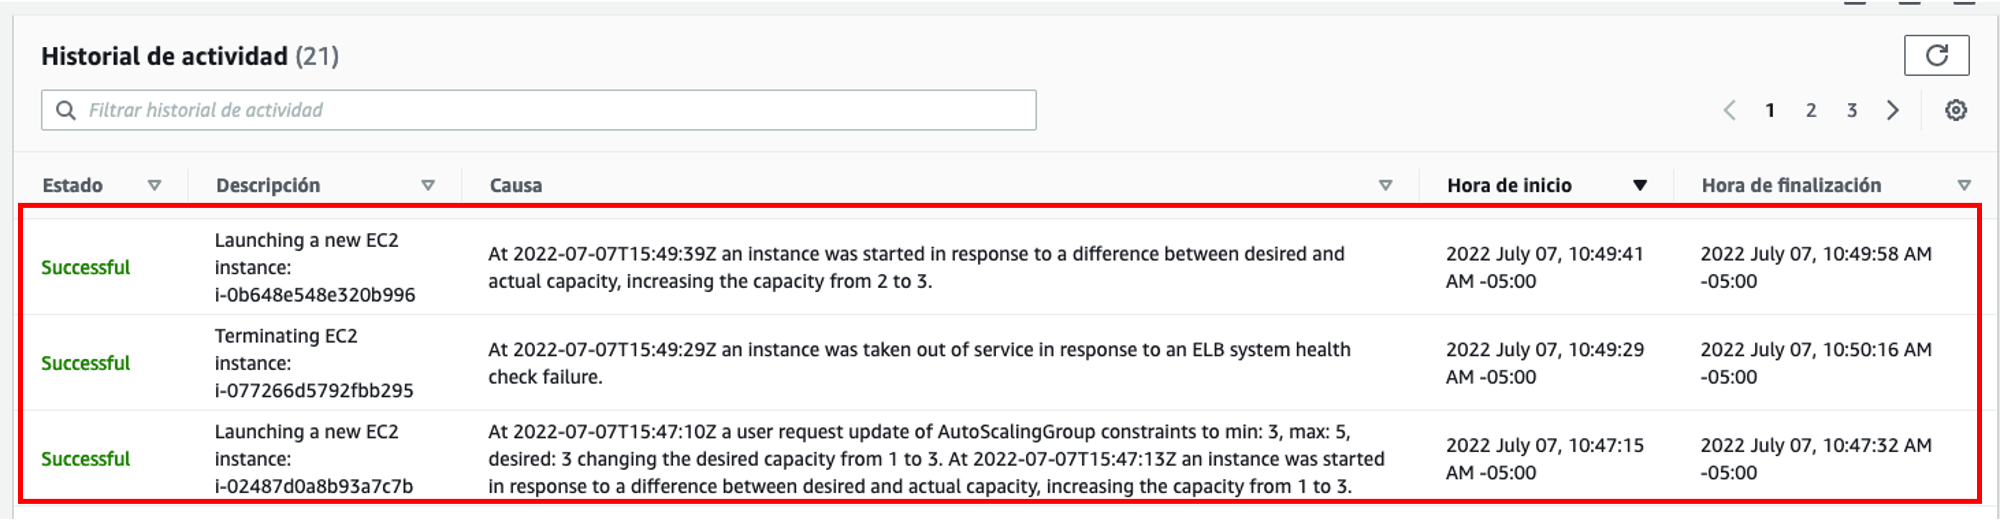 Historial de actividad (21)
Filtrar historial de actividad
1 2 3
Estado Descripción Causa Hora de inicio Hora de finalización
Successful
Launching a new EC2
instance:
i-0b648e548e320b996
At 2022-07-07T15:49:39Z an instance was started in response to a difference between desired and
actual capacity, increasing the capacity from 2 to 3.
2022 July 07, 10:49:41
AM -05:00
2022 July 07, 10:49:58 AM
-05:00
Successful
Terminating EC2
instance:
i-077266d5792fbb295
At 2022-07-07T15:49:29Z an instance was taken out of service in response to an ELB system health
check failure.
2022 July 07, 10:49:29
AM -05:00
2022 July 07, 10:50:16 AM
-05:00
Successful
Launching a new EC2
instance:
i-02487d0a8b93a7c7b
At 2022-07-07T15:47:10Z a user request update of AutoScalingGroup constraints to min: 3, max: 5,
desired: 3 changing the desired capacity from 1 to 3. At 2022-07-07T15:47:13Z an instance was started
in response to a difference between desired and actual capacity, increasing the capacity from 1 to 3.
2022 July 07, 10:47:15
AM -05:00
2022 July 07, 10:47:32 AM
-05:00